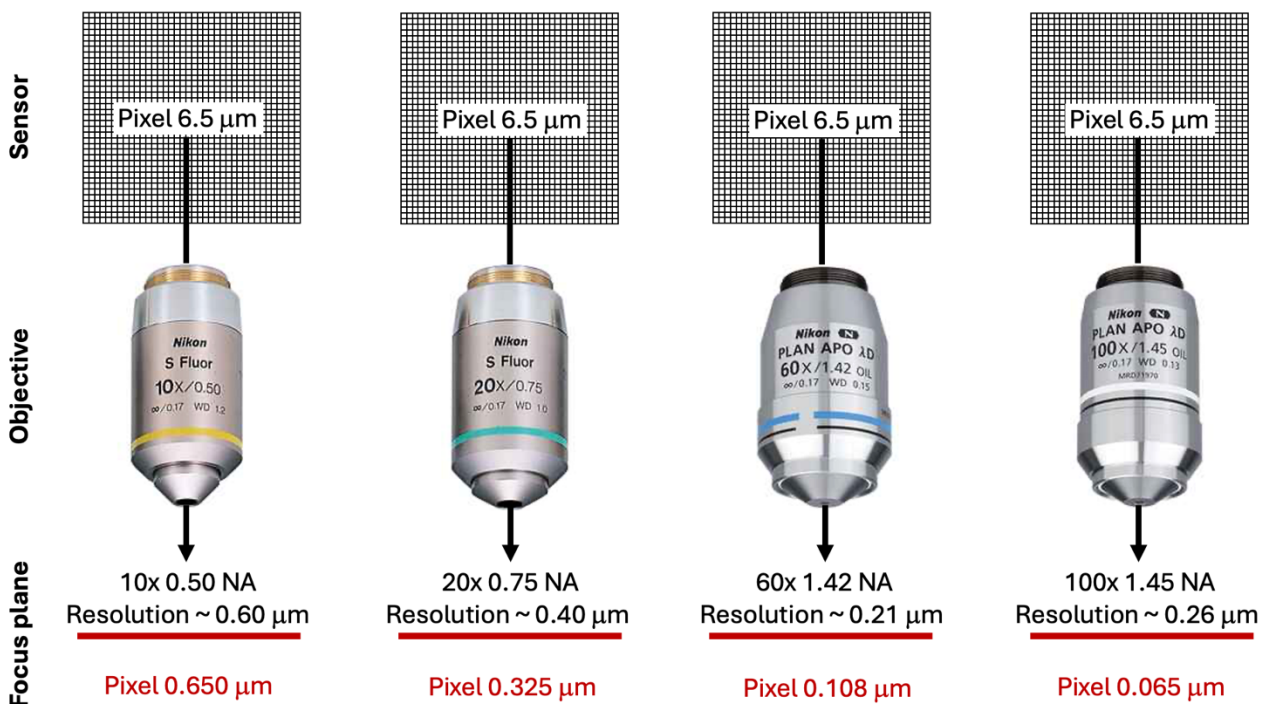 Sensor
Pixel 6.5 μm
Pixel 6.5 μm
Pixel 6.5 μm
Pixel 6.5 μm
Objective
Nikon
S Fluor
10X/0.50
∞/0.17 WD 1.2
Nikon
S Fluor
20X/0.75
∞/0.17 WD 1.0
Nikon N
PLAN APO λD
60X/1.42 OIL
∞/0.17 WD 0.15
Nikon N
PLAN APO λD
100X/1.45 OIL
∞/0.17 WD 0.13
MRD71970
Focus plane
10x 0.50 NA
Resolution ~ 0.60 μm
Pixel 0.650 μm
20x 0.75 NA
Resolution ~ 0.40 μm
Pixel 0.325 μm
60x 1.42 NA
Resolution ~ 0.21 μm
Pixel 0.108 μm
100x 1.45 NA
Resolution ~ 0.26 μm
Pixel 0.065 μm